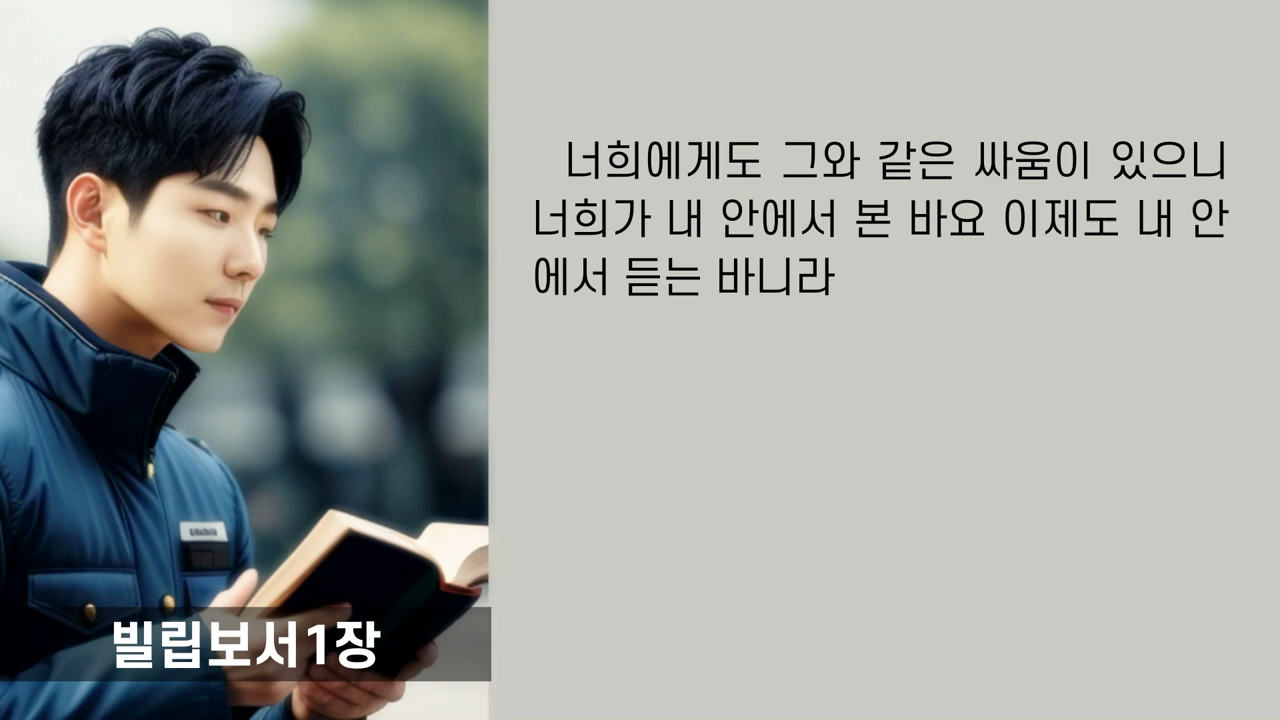 너희에게도 그와 같은 싸움이 있으니
너희가 내 안에서 본 바요 이제도 내 안
에서 듣는 바니라
빌립보서1장